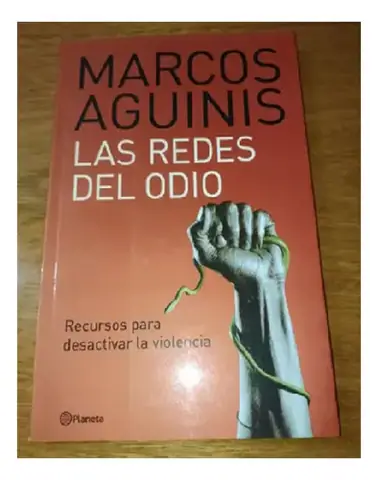 MARCOS
AGUINIS
LAS REDES
DEL ODIO
Recursos para
desactivar la violencia
Planeta